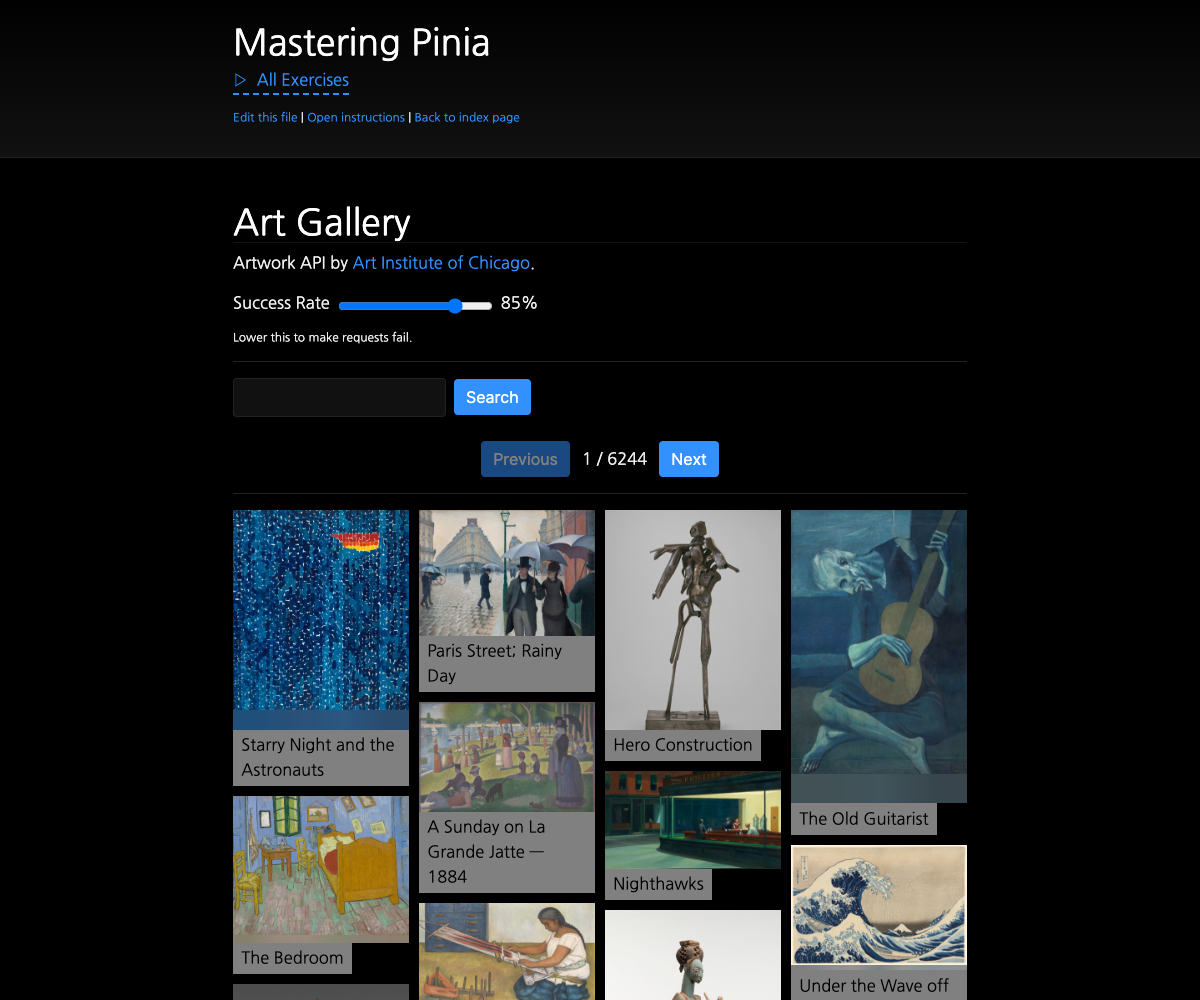 Mastering Pinia
▷ All Exercises
Edit this file | Open instructions | Back to index page
Art Gallery
Artwork API by Art Institute of Chicago.
Success Rate 85%
Lower this to make requests fail.
Search
Previous 1 / 6244 Next
Starry Night and the
Astronauts
The Bedroom
Paris Street; Rainy
Day
A Sunday on La
Grande Jatte —
1884
Hero Construction
Nighthawks
The Old Guitarist
Under the Wave off